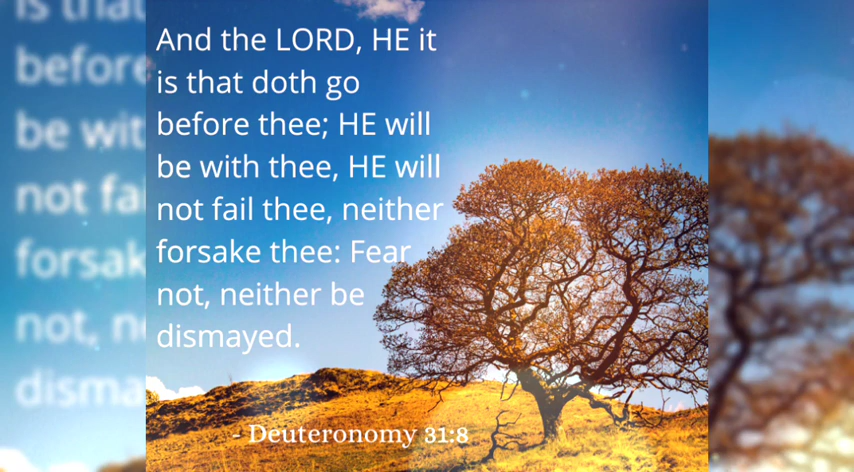 And the LORD, HE it
is that doth go
before thee; HE will
be with thee, HE will
not fail thee, neither
forsake thee: Fear
not, neither be
dismayed.
- Deuteronomy 31:8